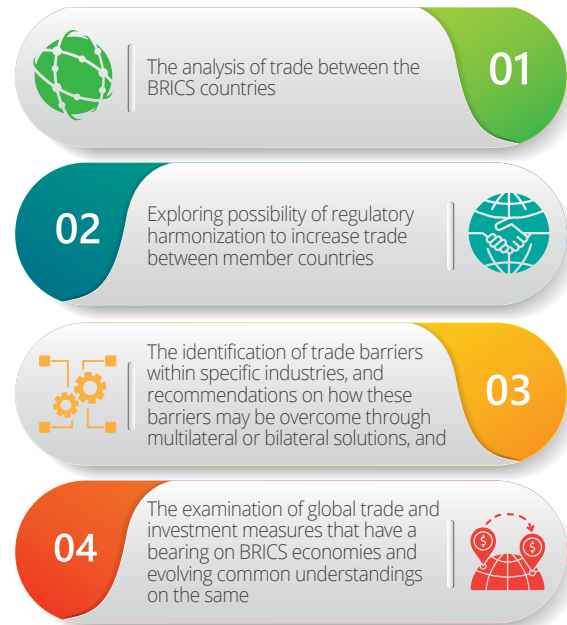 The analysis of trade between the
BRICS countries
01
02
Exploring possibility of regulatory
harmonization to increase trade
between member countries
The identification of trade barriers
within specific industries, and
recommendations on how these
barriers may be overcome through
multilateral or bilateral solutions, and
03
04
The examination of global trade and
investment measures that have a
bearing on BRICS economies and
evolving common understandings
on the same
$
$